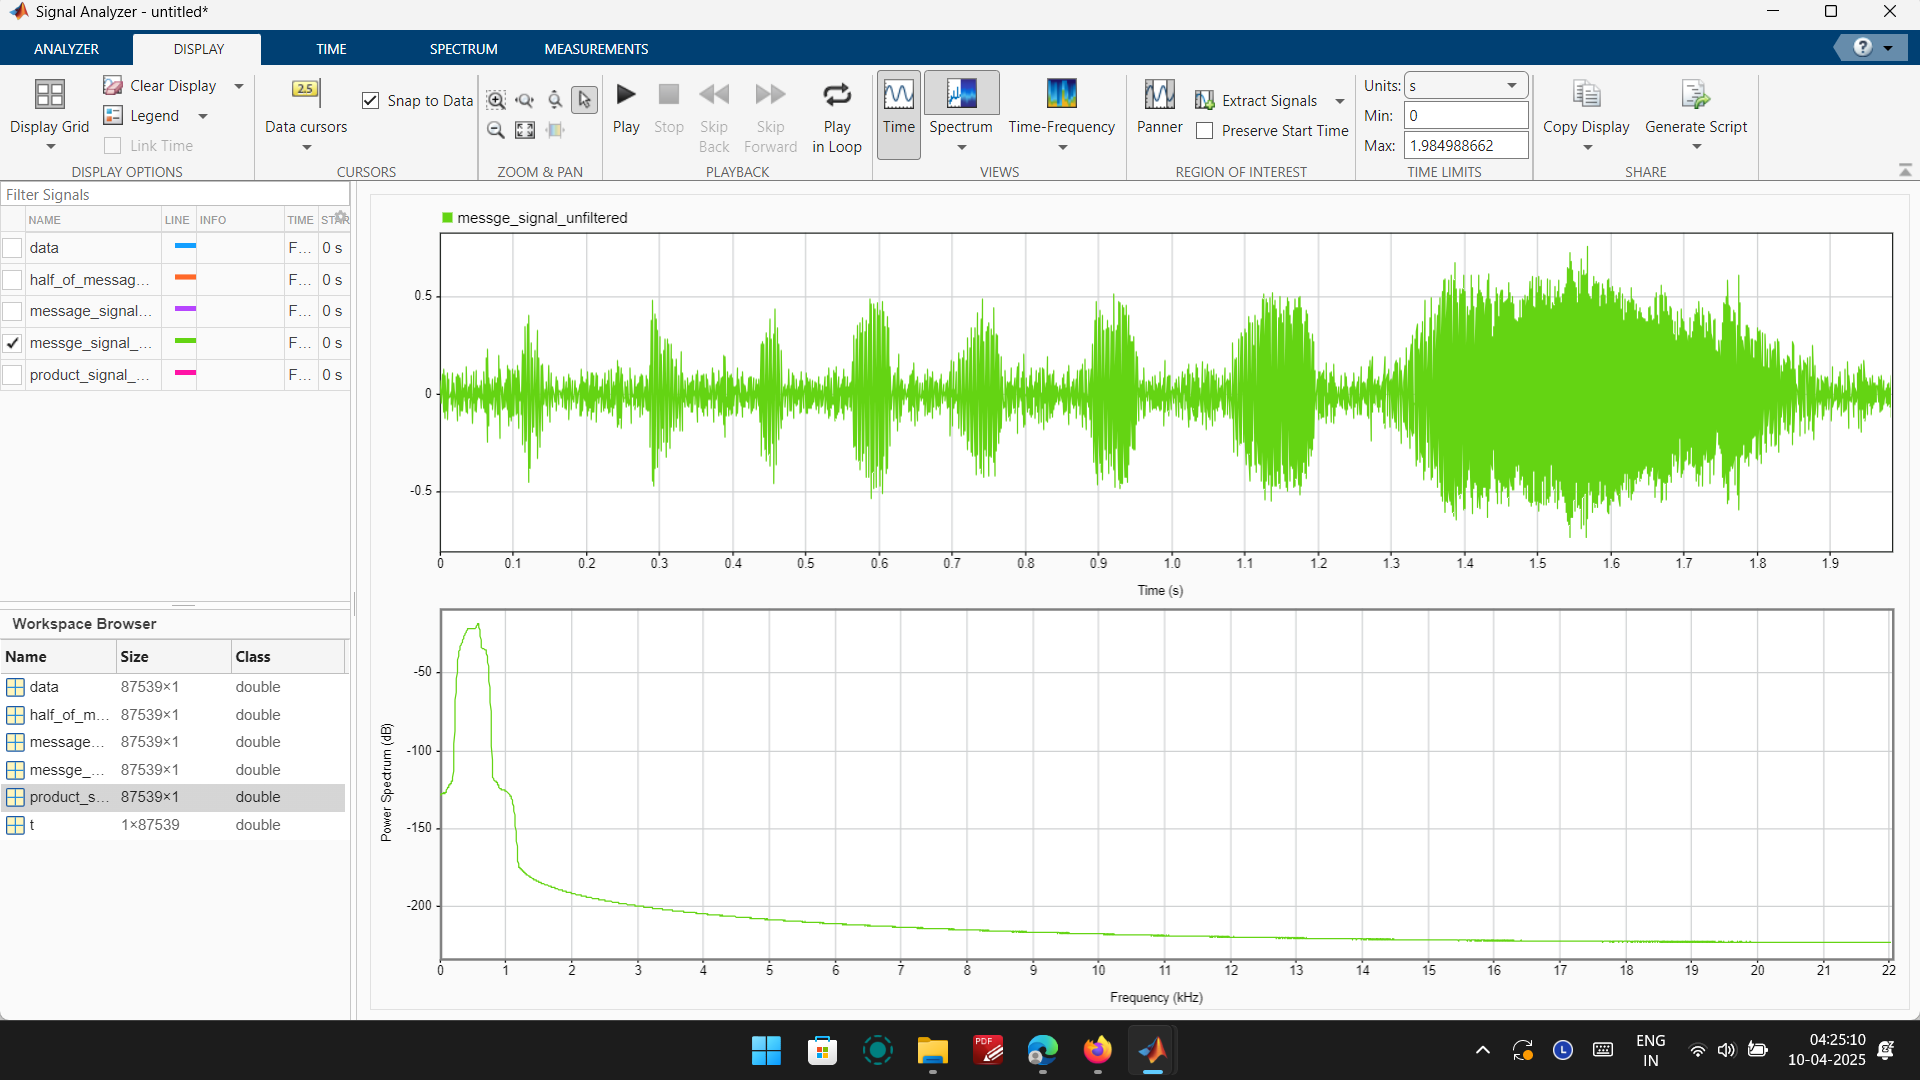 Signal Analyzer - untitled*
ANALYZER DISPLAY TIME SPECTRUM MEASUREMENTS
?
Display Grid
Clear Display
Legend
Link Time
DISPLAY OPTIONS
2.5
Data cursors
Snap to Data
CURSORS
ZOOM & PAN
Play
Stop
Skip Back
Skip Forward
Play in Loop
PLAYBACK
Time
Spectrum
Time-Frequency
VIEWS
Panner
Extract Signals
Preserve Start Time
REGION OF INTEREST
Units: s
Min: 0
Max: 1.984988662
TIME LIMITS
Copy Display
Generate Script
SHARE
Filter Signals
NAME LINE INFO TIME STAR
data F... 0 s
half_of_messag... F... 0 s
message_signal... F... 0 s
messge_signal_... F... 0 s
product_signal_... F... 0 s
Workspace Browser
Name Size Class
data 87539×1 double
half_of_m... 87539×1 double
message... 87539×1 double
messge_... 87539×1 double
product_s... 87539×1 double
t 1×87539 double
messge_signal_unfiltered
0.5
0
-0.5
0 0.1 0.2 0.3 0.4 0.5 0.6 0.7 0.8 0.9 1.0 1.1 1.2 1.3 1.4 1.5 1.6 1.7 1.8 1.9
Time (s)
Power Spectrum (dB)
-50
-100
-150
-200
0 1 2 3 4 5 6 7 8 9 10 11 12 13 14 15 16 17 18 19 20 21 22
Frequency (kHz)
PDF
L
ENG
IN
04:25:10
10-04-2025